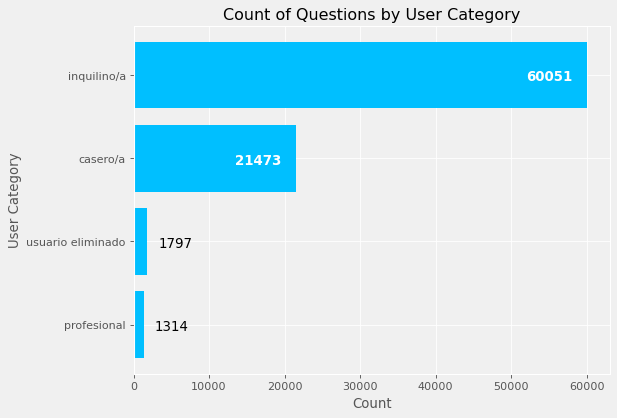 Count of Questions by User Category
User Category
inquilino/a
60051
casero/a
21473
usuario eliminado
1797
profesional
1314
0 10000 20000 30000 40000 50000 60000
Count